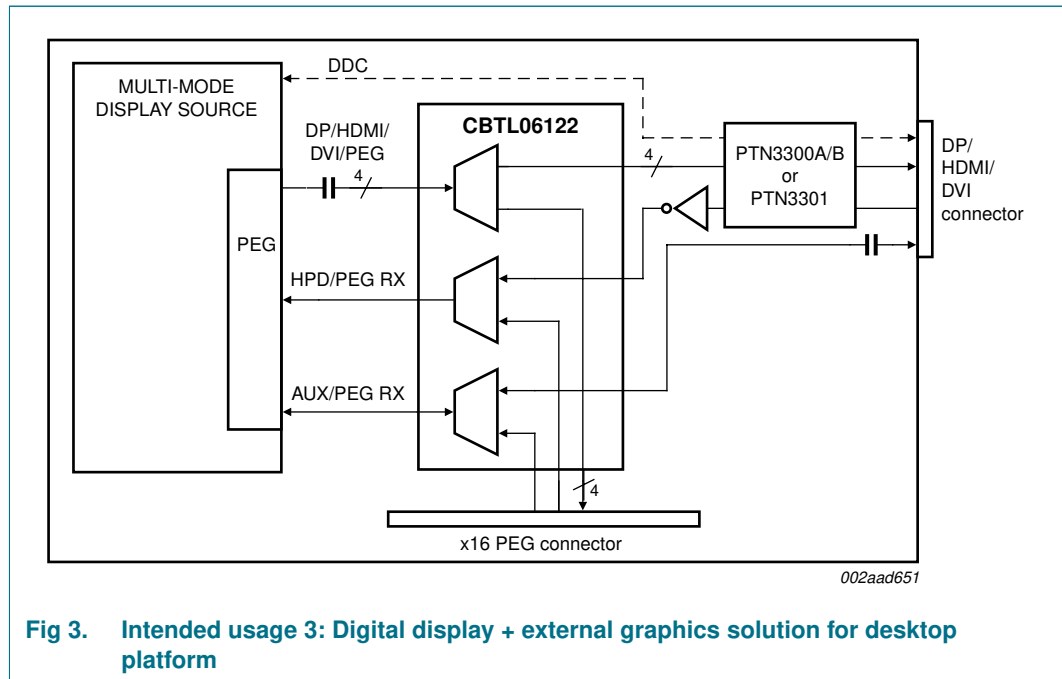 DDC
MULTI-MODE
DISPLAY SOURCE
CBTL06122
DP/HDMI/
DVI/PEG
4
4
PTN3300A/B
or
PTN3301
DP/
HDMI/
DVI
connector
PEG
HPD/PEG RX
AUX/PEG RX
4
x16 PEG connector
002aad651
Fig 3. Intended usage 3: Digital display + external graphics solution for desktop
platform